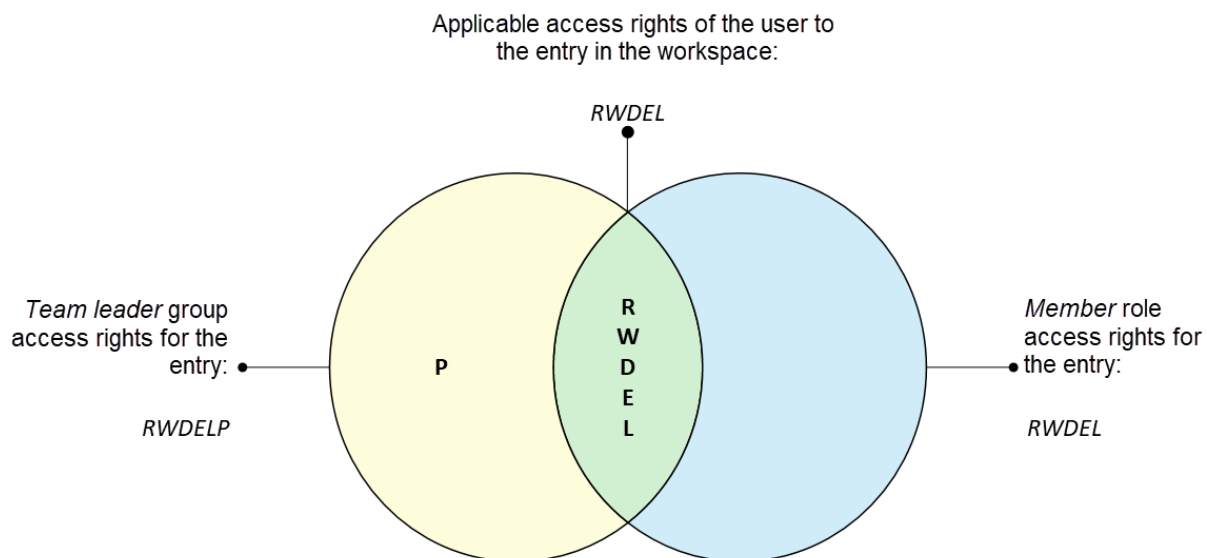 Applicable access rights of the user to
the entry in the workspace:
RWDEL
Team leader group
access rights for the
entry:
RWDELP
P
R
W
D
E
L
Member role
access rights for
the entry:
RWDEL